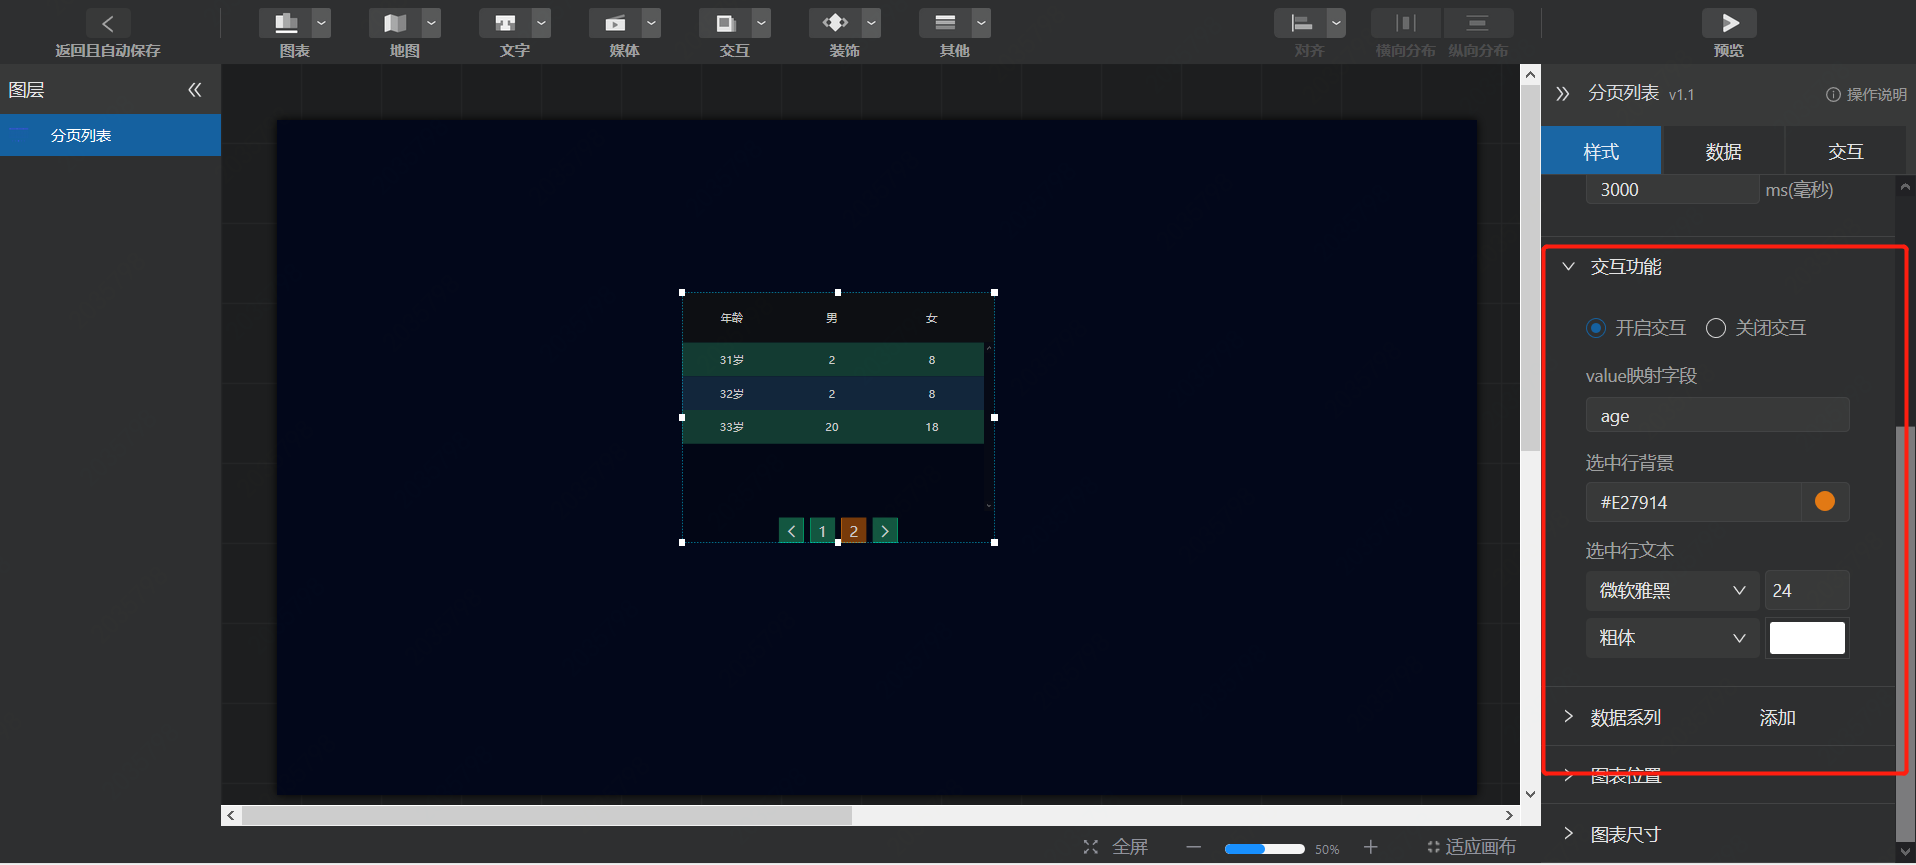 返回且自动保存
图表
地图
文字
媒体
交互
装饰
其他
对齐
横向分布
纵向分布
预览
图层
分页列表
年龄 男 女
31岁 2 8
32岁 2 8
33岁 20 18
1 2
全屏
50%
适应画布
分页列表 v1.1
操作说明
样式 数据 交互
3000 ms(毫秒)
交互功能
开启交互 关闭交互
value映射字段
age
选中行背景
#E27914
选中行文本
微软雅黑 24
粗体
数据系列 添加
图表位置
图表尺寸